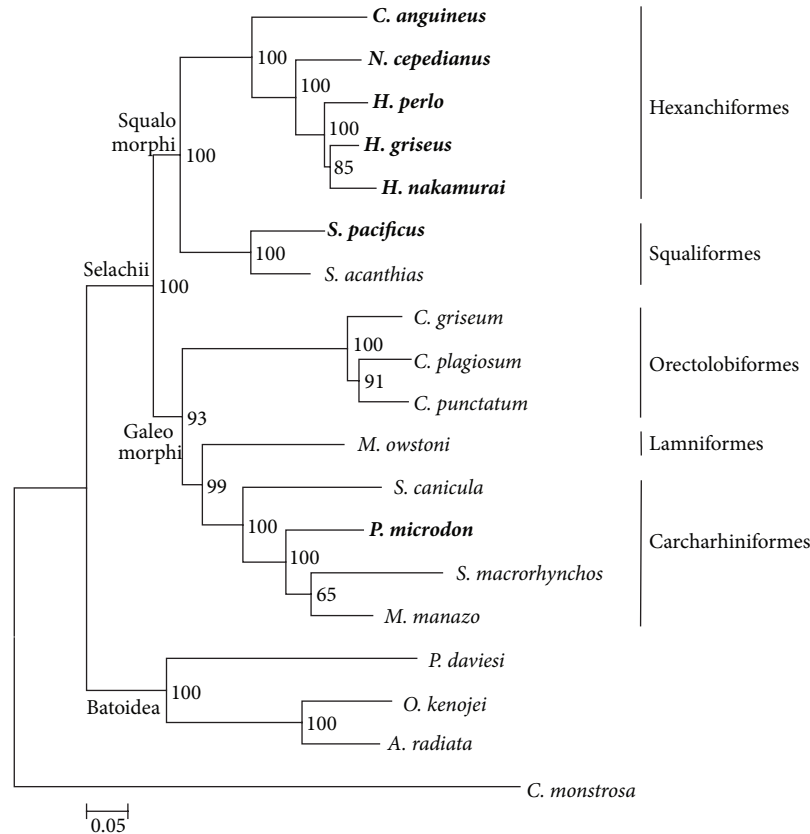 C. anguineus
100
N. cepedianus
100
H. perlo
Hexanchiformes
Squalo
morphi
100
H. griseus
100
85
H. nakamurai
S. pacificus
100
Squaliformes
Selachii
S. acanthias
100
C. griseum
100
C. plagiosum
Orectolobiformes
91
C. punctatum
93
Galeo
morphi
M. owstoni
Lamniformes
99
S. canicula
100
P. microdon
Carcharhiniformes
100
S. macrorhynchos
65
M. manazo
P. daviesi
100
Batoidea
O. kenojei
100
A. radiata
C. monstrosa
0.05